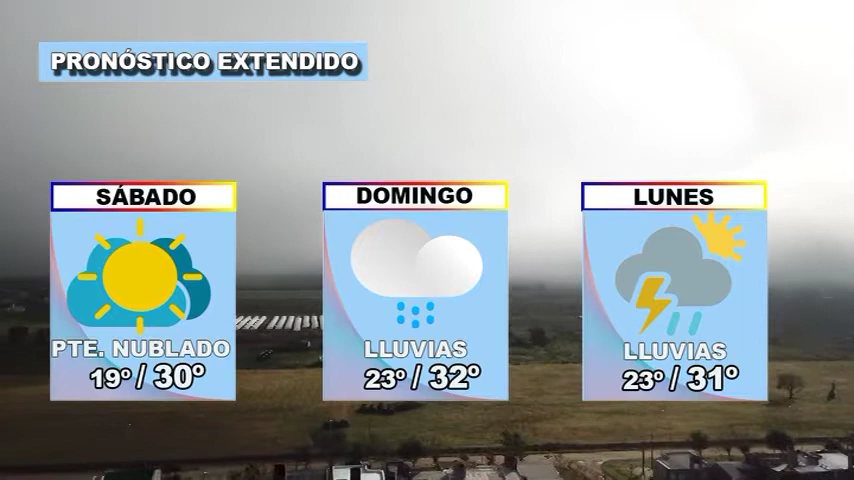 PRONÓSTICO EXTENDIDO
SÁBADO
PTE. NUBLADO
19º / 30º
DOMINGO
LLUVIAS
23º / 32º
LUNES
LLUVIAS
23º / 31º